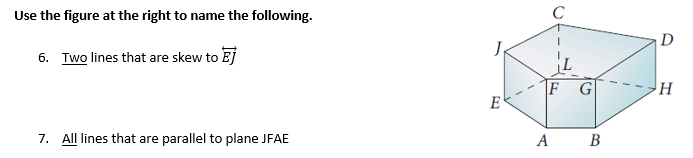 Use the figure at the right to name the following.
6. Two lines that are skew to EJ
7. All lines that are parallel to plane JFAE
C
D
J
L
F G
H
E
A B